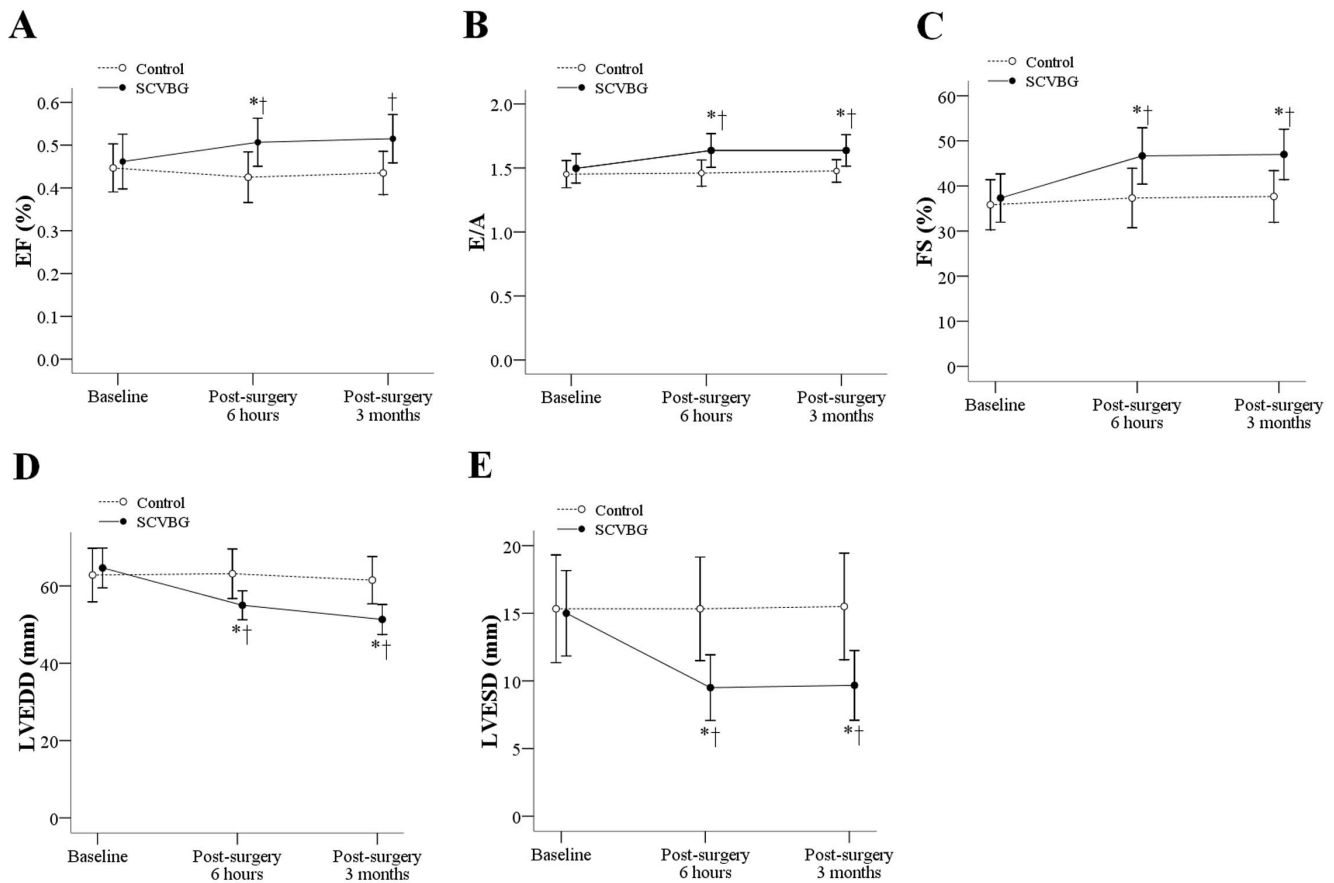 A
Control
SCVBG
EF (%)
0.6
0.5
0.4
0.3
0.2
0.1
0.0
*†
†
Baseline
Post-surgery
6 hours
Post-surgery
3 months
B
Control
SCVBG
E/A
2.0
1.5
1.0
0.5
0.0
*†
*†
Baseline
Post-surgery
6 hours
Post-surgery
3 months
C
Control
SCVBG
FS (%)
60
50
40
30
20
10
0
*†
*†
Baseline
Post-surgery
6 hours
Post-surgery
3 months
D
Control
SCVBG
LVEDD (mm)
60
40
20
0
*†
*†
Baseline
Post-surgery
6 hours
Post-surgery
3 months
E
Control
SCVBG
LVESD (mm)
20
15
10
5
0
*†
*†
Baseline
Post-surgery
6 hours
Post-surgery
3 months